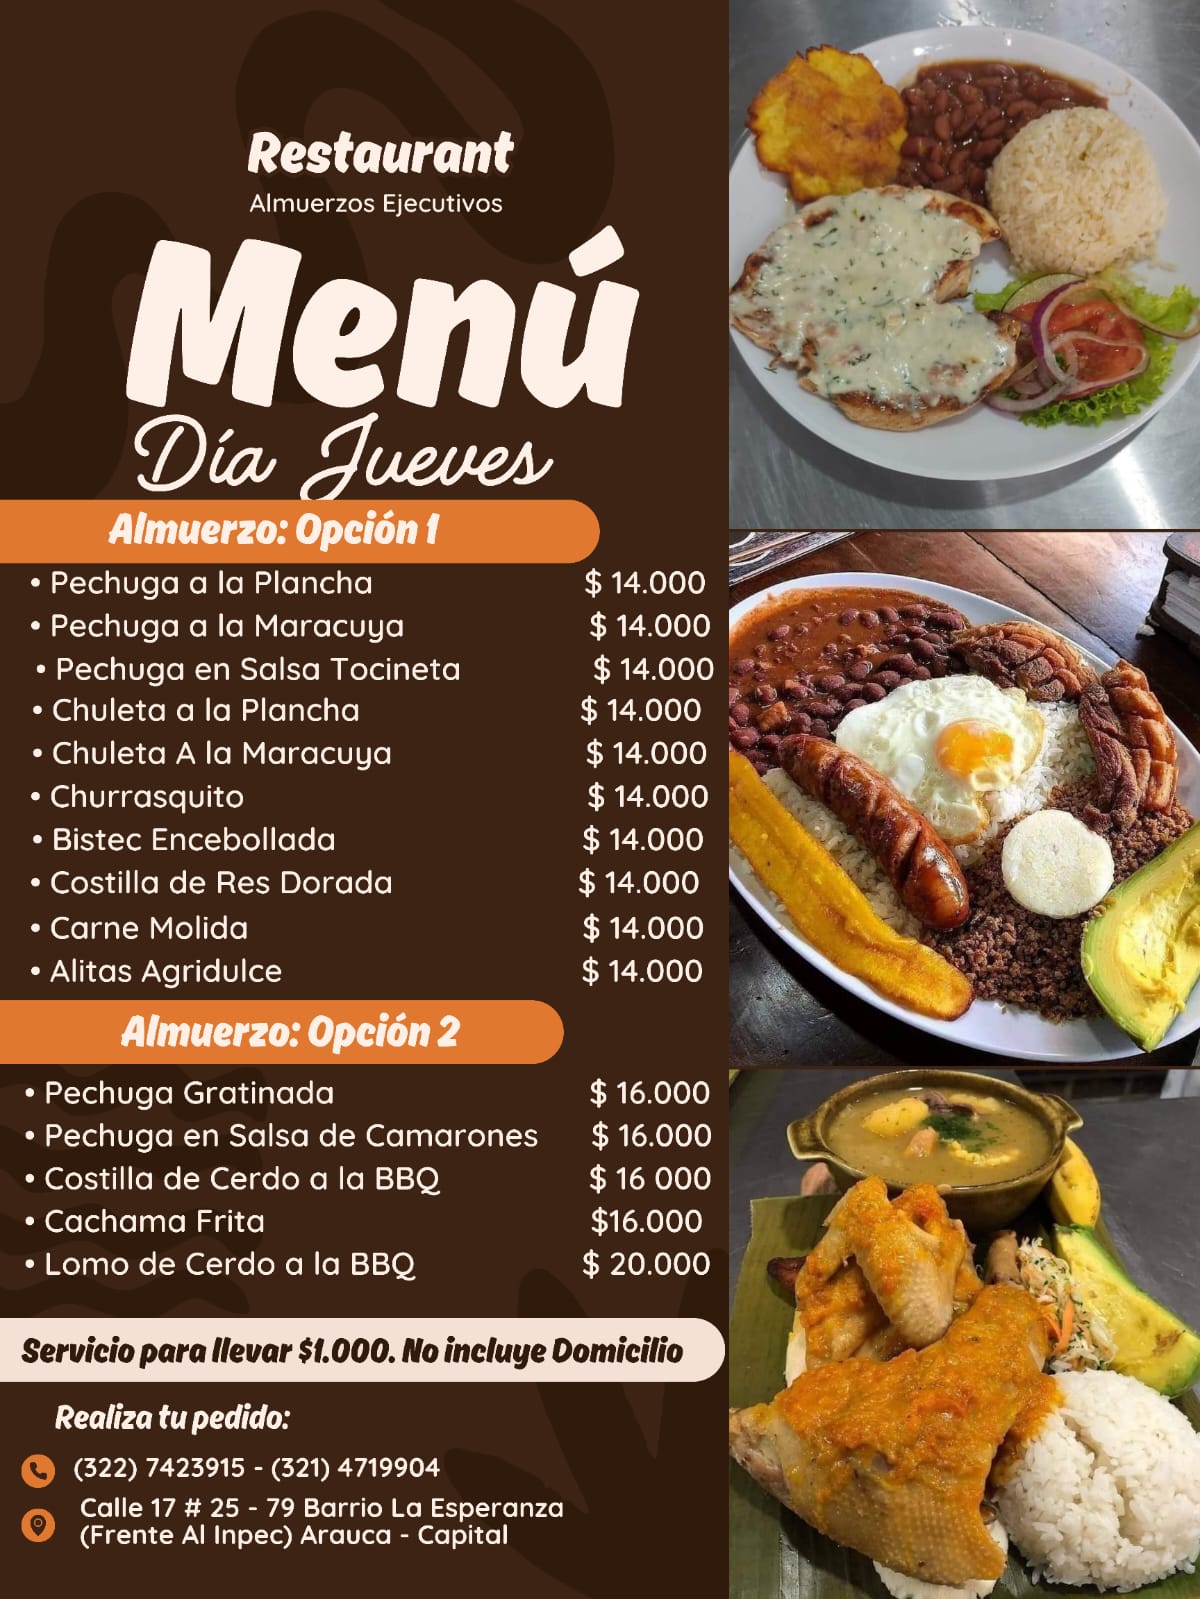 Restaurant
Almuerzos Ejecutivos
Menú
Día Jueves
Almuerzo: Opción 1
• Pechuga a la Plancha $ 14.000
• Pechuga a la Maracuya $ 14.000
• Pechuga en Salsa Tocineta $ 14.000
• Chuleta a la Plancha $ 14.000
• Chuleta A la Maracuya $ 14.000
• Churrasquito $ 14.000
• Bistec Encebollada $ 14.000
• Costilla de Res Dorada $ 14.000
• Carne Molida $ 14.000
• Alitas Agridulce $ 14.000
Almuerzo: Opción 2
• Pechuga Gratinada $ 16.000
• Pechuga en Salsa de Camarones $ 16.000
• Costilla de Cerdo a la BBQ $ 16 000
• Cachama Frita $16.000
• Lomo de Cerdo a la BBQ $ 20.000
Servicio para llevar $1.000. No incluye Domicilio
Realiza tu pedido:
(322) 7423915 - (321) 4719904
Calle 17 # 25 - 79 Barrio La Esperanza
(Frente Al Inpec) Arauca - Capital